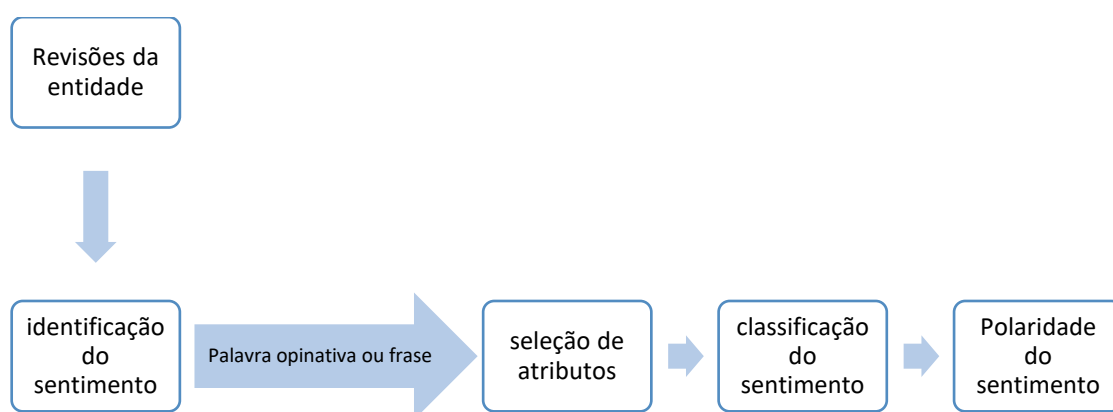 Revisões da
entidade
identificação
do
sentimento
Palavra opinativa ou frase
seleção de
atributos
classificação
do
sentimento
Polaridade
do
sentimento